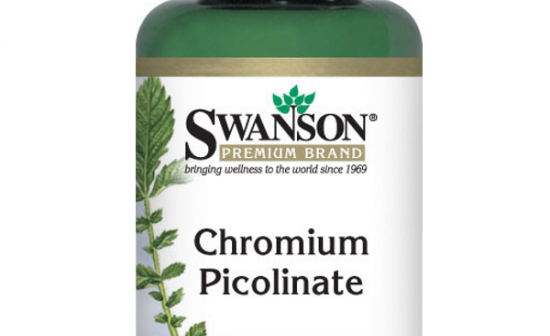 SWANSON®
PREMIUM BRAND
bringing wellness to the world since 1969
Chromium
Picolinate